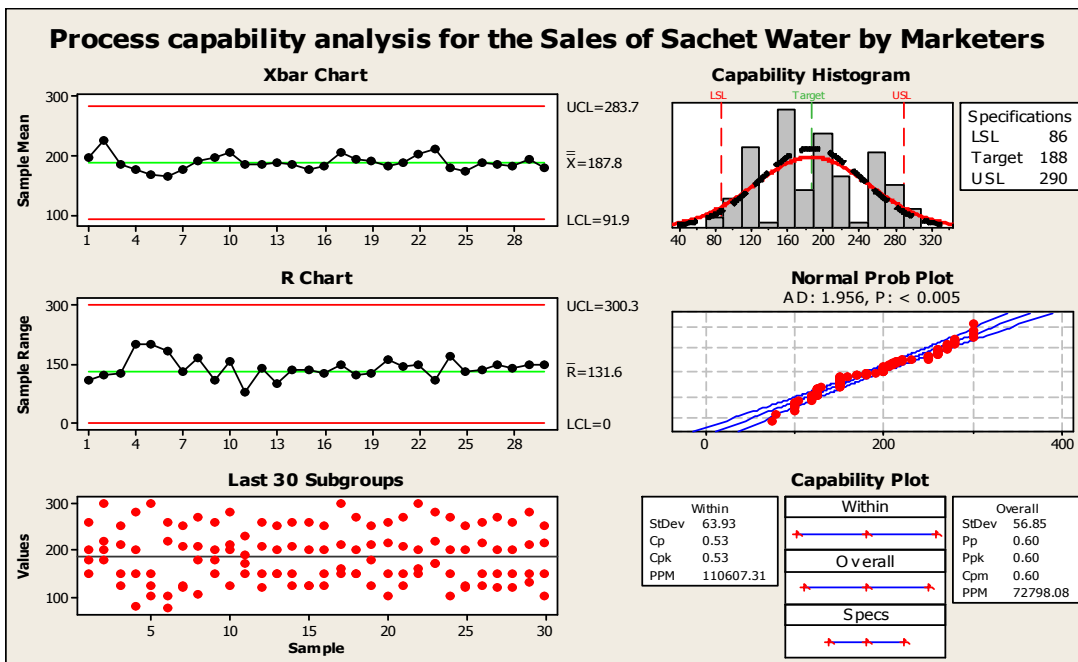 Process capability analysis for the Sales of Sachet Water by Marketers
Xbar Chart
Sample Mean
300
200
100
1 4 7 10 13 16 19 22 25 28
UCL=283.7
X=187.8
LCL=91.9
Capability Histogram
LSL Target USL
40 80 120 160 200 240 280 320
Specifications
LSL 86
Target 188
USL 290
R Chart
Sample Range
300
150
0
1 4 7 10 13 16 19 22 25 28
UCL=300.3
R=131.6
LCL=0
Normal Prob Plot
AD: 1.956, P: < 0.005
0 200 400
Last 30 Subgroups
Values
300
200
100
5 10 15 20 25 30
Sample
Capability Plot
Within
StDev 63.93
Cp 0.53
Cpk 0.53
PPM 110607.31
Within
Overall
Specs
Overall
StDev 56.85
Pp 0.60
Ppk 0.60
Cpm 0.60
PPM 72798.08